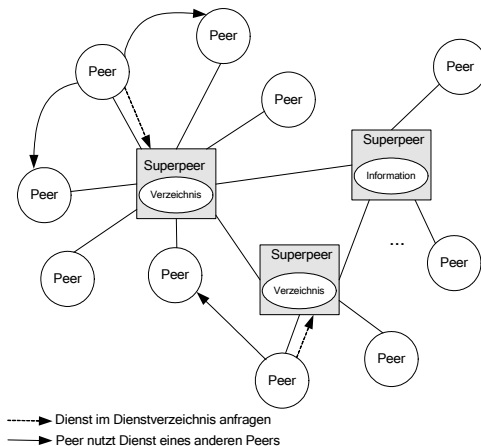 Peer
Peer
Peer
Peer
Superpeer
Superpeer
Verzeichnis
Information
Peer
...
Superpeer
Peer
Peer
Peer
Verzeichnis
Peer
Peer
Dienst im Dienstverzeichnis anfragen
Peer nutzt Dienst eines anderen Peers